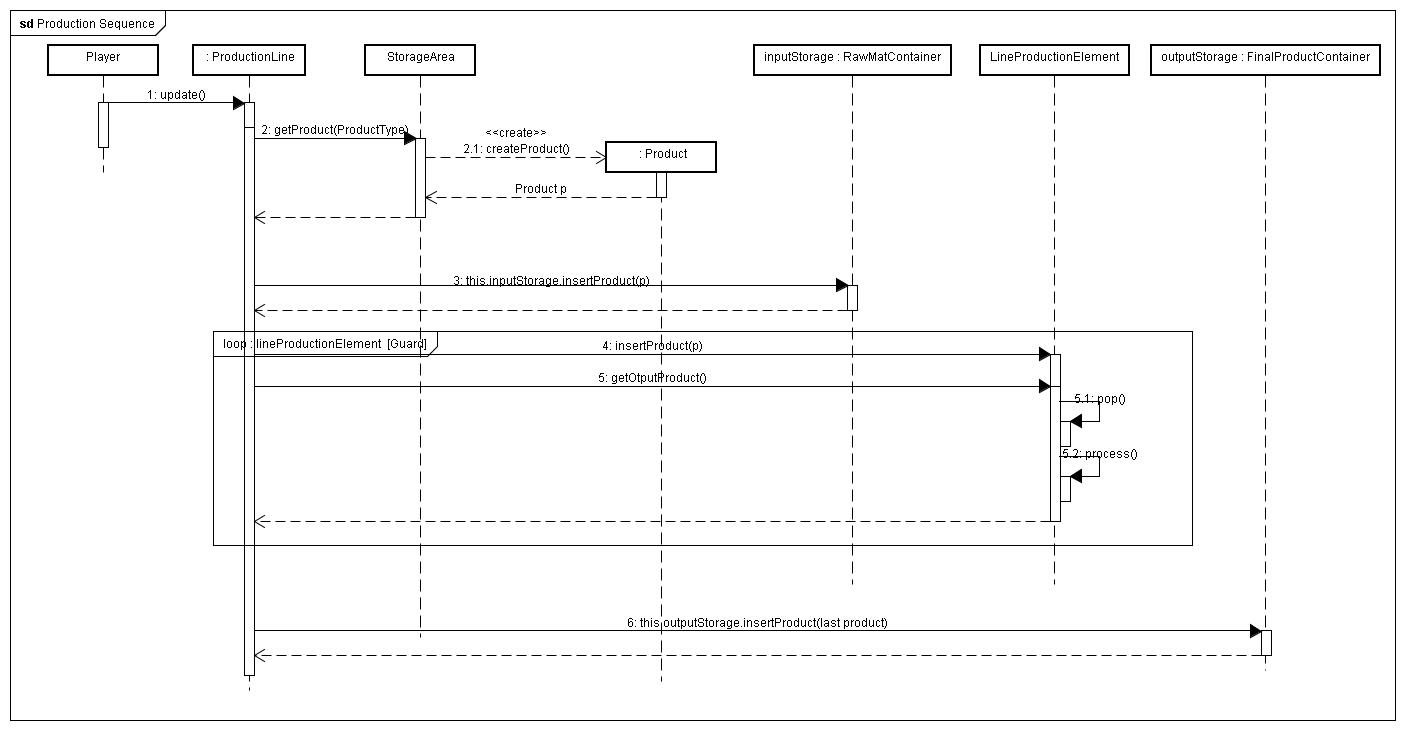 sd Production Sequence
Player
: ProductionLine
StorageArea
inputStorage : RawMatContainer
LineProductionElement
outputStorage : FinalProductContainer
1: update()
2: getProduct(ProductType)
<<create>>
2.1: createProduct()
: Product
Product p
3: this.inputStorage.insertProduct(p)
loop : lineProductionElement [Guard]
4: insertProduct(p)
5: getOtputProduct()
5.1: pop()
5.2: process()
6: this.outputStorage.insertProduct(last product)